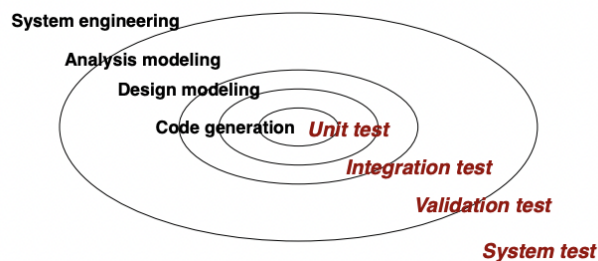 System engineering
Analysis modeling
Design modeling
Code generation
Unit test
Integration test
Validation test
System test